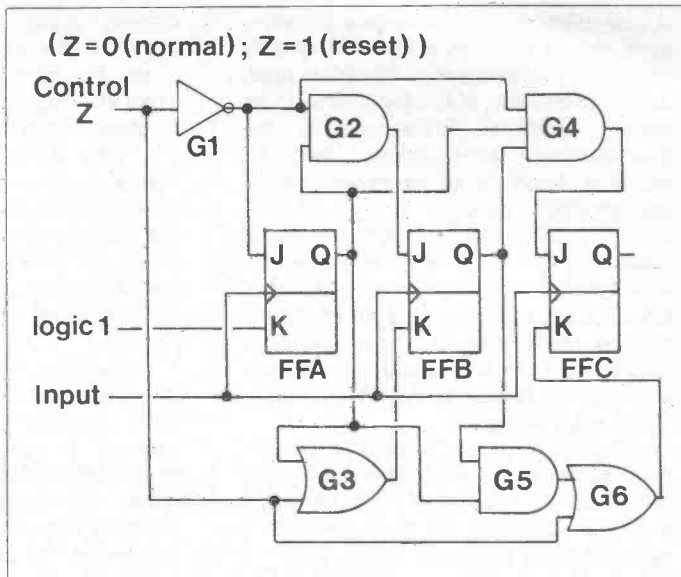 (Z=0(normal); Z=1(reset))
Control
Z
G1
G2
G4
J Q
J Q
J Q
logic 1
K
K
K
FFA
FFB
FFC
Input
G3
G5
G6